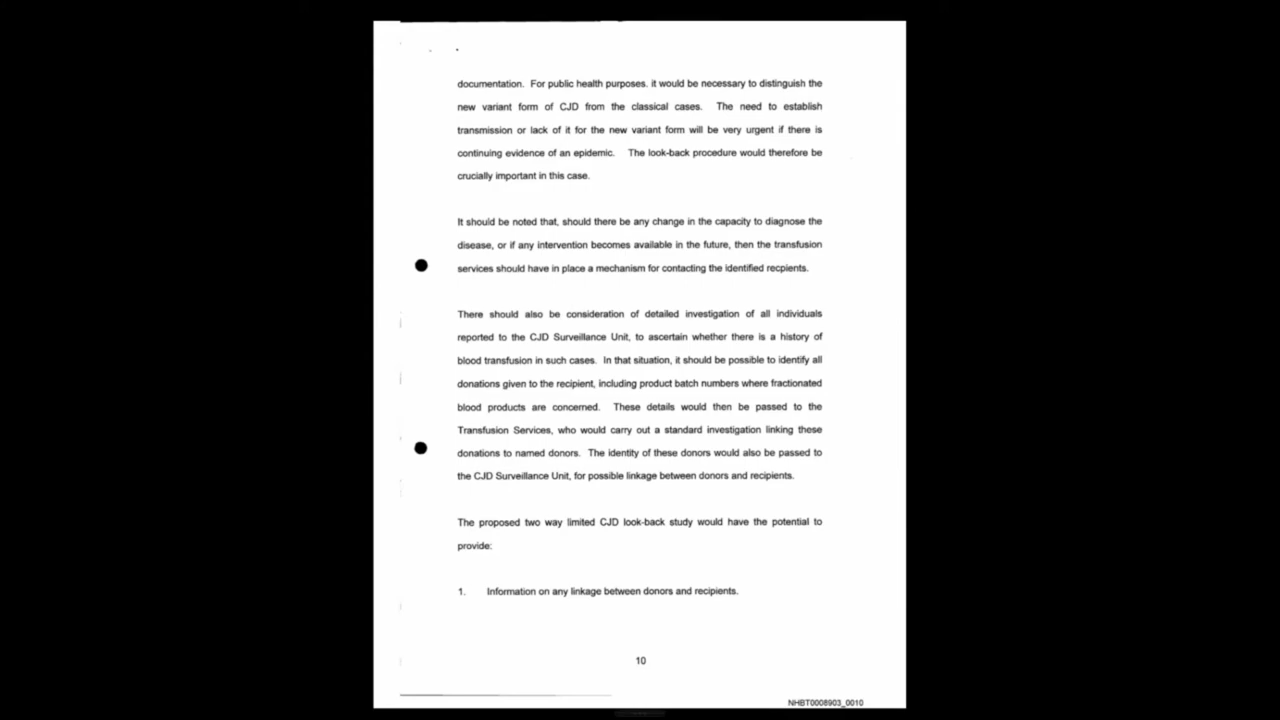 documentation. For public health purposes. it would be necessary to distinguish the
new variant form of CJD from the classical cases. The need to establish
transmission or lack of it for the new variant form will be very urgent if there is
continuing evidence of an epidemic. The look-back procedure would therefore be
crucially important in this case.
It should be noted that, should there be any change in the capacity to diagnose the
disease, or if any intervention becomes available in the future, then the transfusion
services should have in place a mechanism for contacting the identified recpients.
There should also be consideration of detailed investigation of all individuals
reported to the CJD Surveillance Unit, to ascertain whether there is a history of
blood transfusion in such cases. In that situation, it should be possible to identify all
donations given to the recipient, including product batch numbers where fractionated
blood products are concerned. These details would then be passed to the
Transfusion Services, who would carry out a standard investigation linking these
donations to named donors. The identity of these donors would also be passed to
the CJD Surveillance Unit, for possible linkage between donors and recipients.
The proposed two way limited CJD look-back study would have the potential to
provide:
1. Information on any linkage between donors and recipients.
10
NHBT0008903_0010